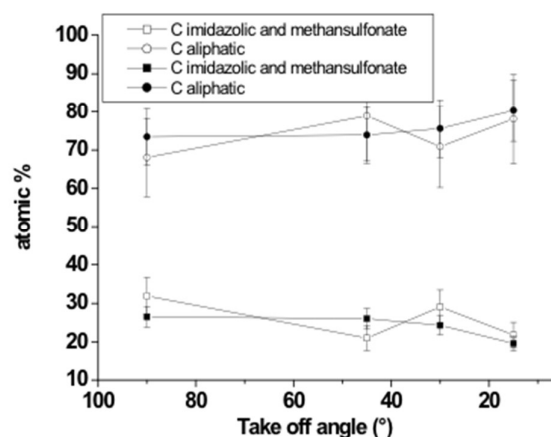 C imidazolic and methansulfonate
C aliphatic
C imidazolic and methansulfonate
C aliphatic
100
90
80
70
60
50
40
30
20
10
atomic %
100 80 60 40 20
Take off angle (°)